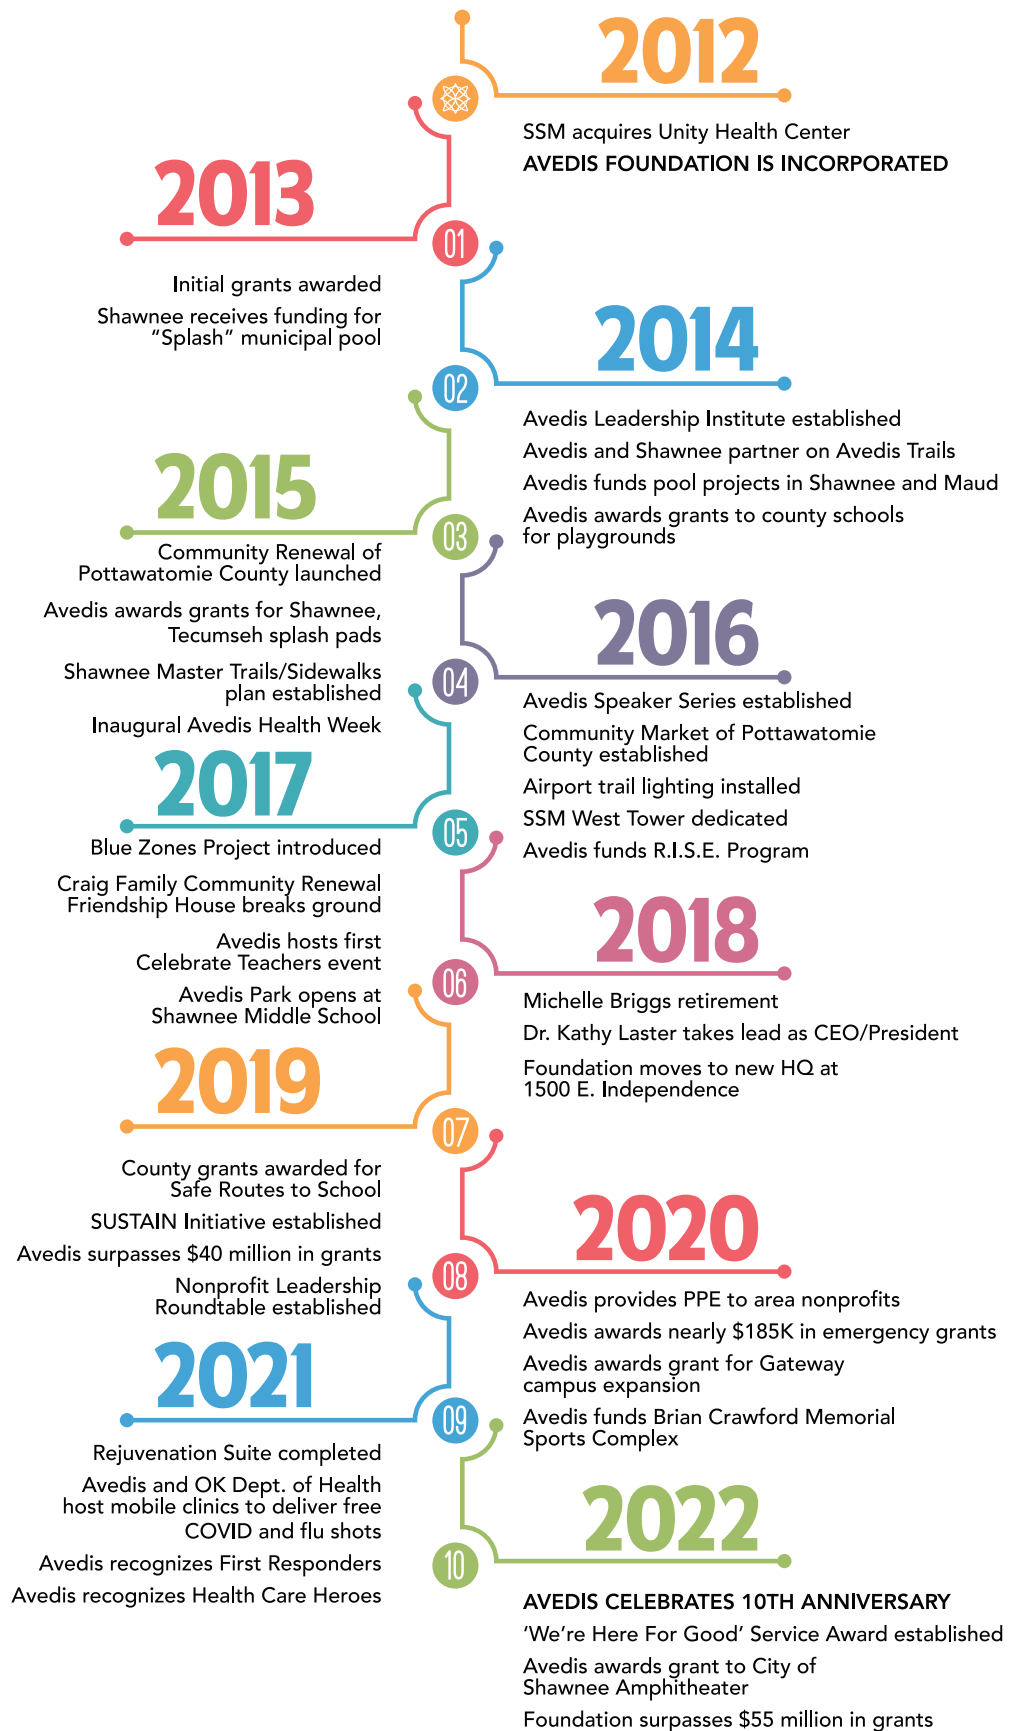 2012
SSM acquires Unity Health Center
AVEDIS FOUNDATION IS INCORPORATED
2013
01
Initial grants awarded
Shawnee receives funding for
“Splash” municipal pool
2014
02
Avedis Leadership Institute established
Avedis and Shawnee partner on Avedis Trails
Avedis funds pool projects in Shawnee and Maud
Avedis awards grants to county schools
for playgrounds
2015
03
Community Renewal of
Pottawatomie County launched
Avedis awards grants for Shawnee,
Tecumseh splash pads
Shawnee Master Trails/Sidewalks
plan established
Inaugural Avedis Health Week
2016
04
Avedis Speaker Series established
Community Market of Pottawatomie
County established
Airport trail lighting installed
SSM West Tower dedicated
Avedis funds R.I.S.E. Program
2017
05
Blue Zones Project introduced
Craig Family Community Renewal
Friendship House breaks ground
Avedis hosts first
Celebrate Teachers event
Avedis Park opens at
Shawnee Middle School
2018
06
Michelle Briggs retirement
Dr. Kathy Laster takes lead as CEO/President
Foundation moves to new HQ at
1500 E. Independence
2019
07
County grants awarded for
Safe Routes to School
SUSTAIN Initiative established
Avedis surpasses $40 million in grants
Nonprofit Leadership
Roundtable established
2020
08
Avedis provides PPE to area nonprofits
Avedis awards nearly $185K in emergency grants
Avedis awards grant for Gateway
campus expansion
Avedis funds Brian Crawford Memorial
Sports Complex
2021
09
Rejuvenation Suite completed
Avedis and OK Dept. of Health
host mobile clinics to deliver free
COVID and flu shots
Avedis recognizes First Responders
Avedis recognizes Health Care Heroes
2022
10
AVEDIS CELEBRATES 10TH ANNIVERSARY
‘We’re Here For Good’ Service Award established
Avedis awards grant to City of
Shawnee Amphitheater
Foundation surpasses $55 million in grants